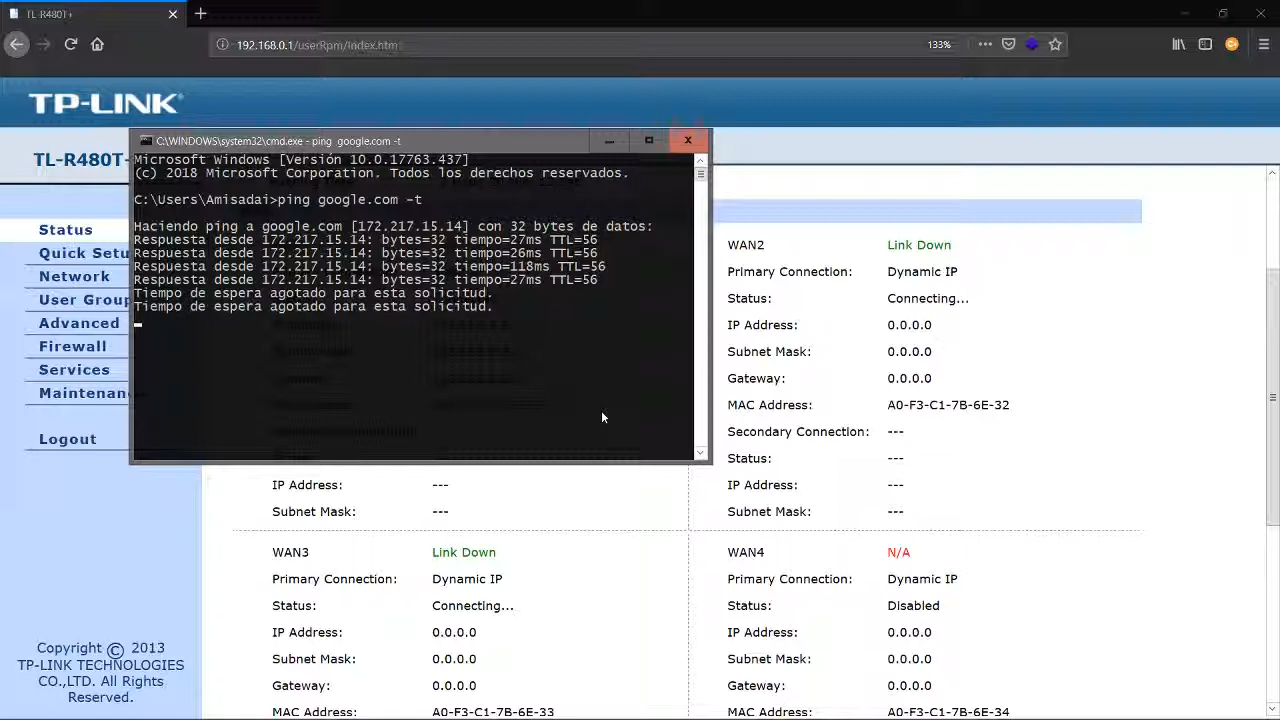 TL-R480T+
192.168.0.1/userRpm/Index.htm
133%
TP-LINK
TL-R480T-
C:\WINDOWS\system32\cmd.exe - ping google.com -t
Microsoft Windows [Versión 10.0.17763.437]
(c) 2018 Microsoft Corporation. Todos los derechos reservados.
C:\Users\Amisadai>ping google.com -t
Haciendo ping a google.com [172.217.15.14] con 32 bytes de datos:
Respuesta desde 172.217.15.14: bytes=32 tiempo=27ms TTL=56
Respuesta desde 172.217.15.14: bytes=32 tiempo=26ms TTL=56
Respuesta desde 172.217.15.14: bytes=32 tiempo=118ms TTL=56
Respuesta desde 172.217.15.14: bytes=32 tiempo=27ms TTL=56
Tiempo de espera agotado para esta solicitud.
Tiempo de espera agotado para esta solicitud.
Status
Quick Setu
Network
User Group
Advanced
Firewall
Services
Maintenan
Logout
Copyright © 2013
TP-LINK TECHNOLOGIES
CO.,LTD. All Rights
Reserved.
WAN2 Link Down
Primary Connection: Dynamic IP
Status: Connecting...
IP Address: 0.0.0.0
Subnet Mask: 0.0.0.0
Gateway: 0.0.0.0
MAC Address: A0-F3-C1-7B-6E-32
Secondary Connection: ---
Status: ---
IP Address: ---
Subnet Mask: ---
IP Address: ---
Subnet Mask: ---
WAN3 Link Down
Primary Connection: Dynamic IP
Status: Connecting...
IP Address: 0.0.0.0
Subnet Mask: 0.0.0.0
Gateway: 0.0.0.0
MAC Address: A0-F3-C1-7B-6E-33
WAN4 N/A
Primary Connection: Dynamic IP
Status: Disabled
IP Address: 0.0.0.0
Subnet Mask: 0.0.0.0
Gateway: 0.0.0.0
MAC Address: A0-F3-C1-7B-6E-34